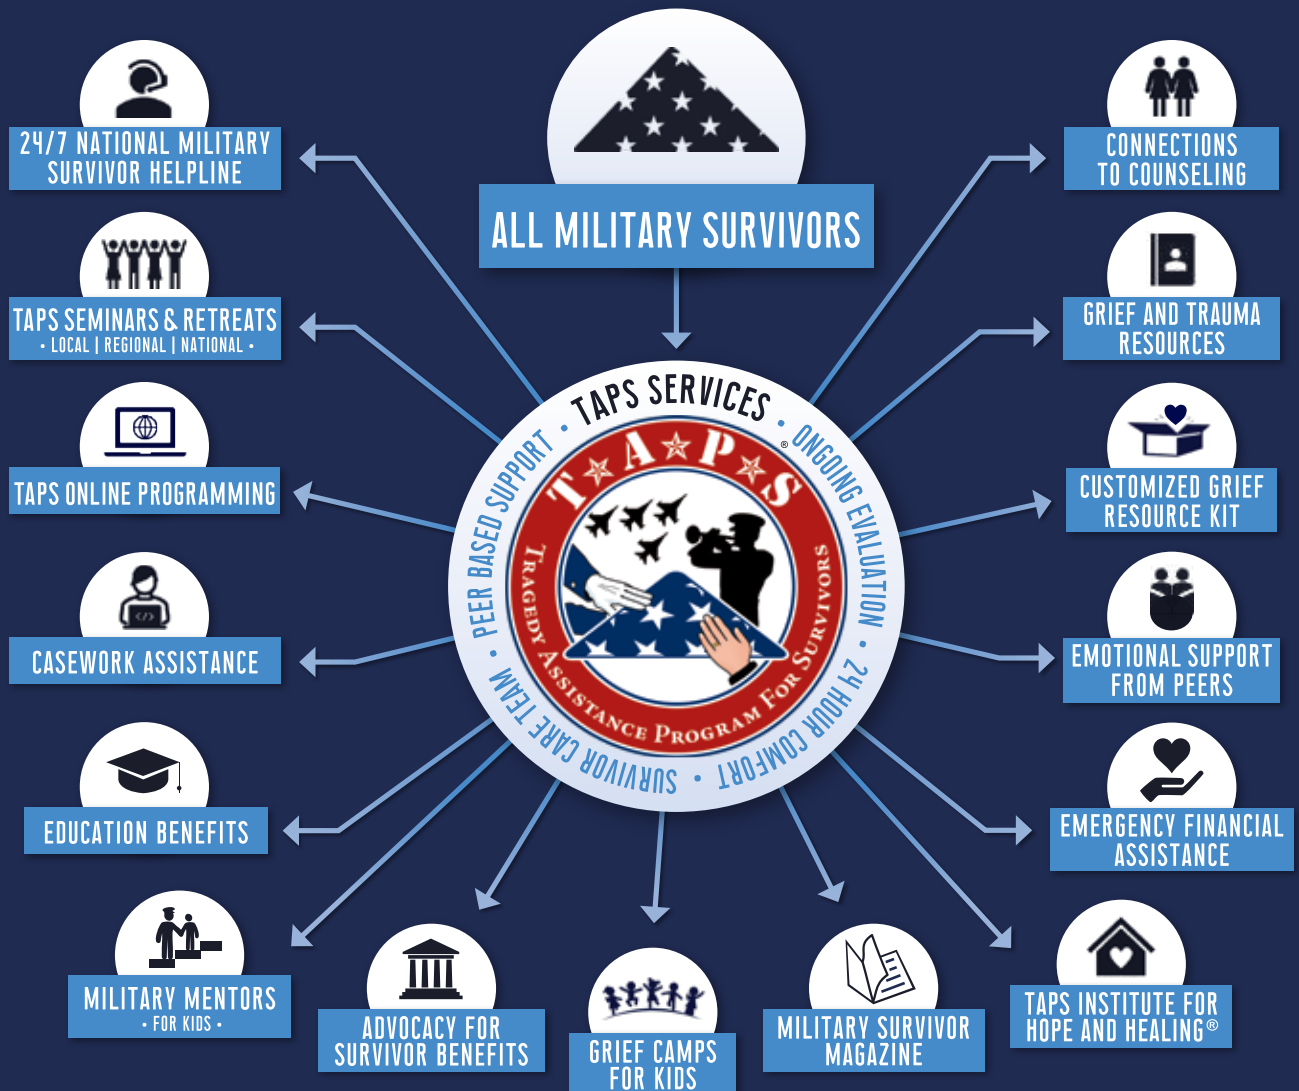 ALL MILITARY SURVIVORS
24/7 NATIONAL MILITARY
SURVIVOR HELPLINE
TAPS SEMINARS & RETREATS
• LOCAL | REGIONAL | NATIONAL •
TAPS ONLINE PROGRAMMING
CASEWORK ASSISTANCE
EDUCATION BENEFITS
MILITARY MENTORS
• FOR KIDS •
ADVOCACY FOR
SURVIVOR BENEFITS
GRIEF CAMPS
FOR KIDS
MILITARY SURVIVOR
MAGAZINE
TAPS INSTITUTE FOR
HOPE AND HEALING®
EMERGENCY FINANCIAL
ASSISTANCE
EMOTIONAL SUPPORT
FROM PEERS
CUSTOMIZED GRIEF
RESOURCE KIT
GRIEF AND TRAUMA
RESOURCES
CONNECTIONS
TO COUNSELING
TAPS SERVICES • ONGOING EVALUATION • 24 HOUR COMFORT • SURVIVOR CARE TEAM • PEER BASED SUPPORT •
T★A★P★S®
TRAGEDY ASSISTANCE PROGRAM FOR SURVIVORS